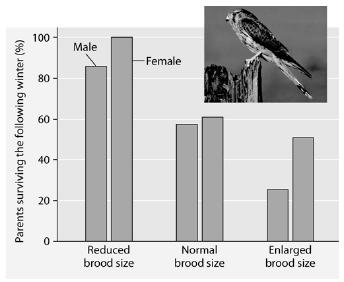 Parents surviving the following winter (%)
100
80
60
40
20
0
Male
Female
Reduced
brood size
Normal
brood size
Enlarged
brood size